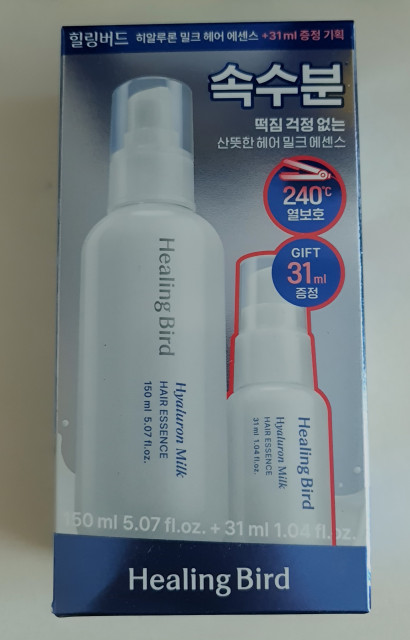 힐링버드 히알루론 밀크 헤어 에센스 +31ml 증정 기획
속수분
떡짐 걱정 없는
산뜻한 헤어 밀크 에센스
240℃
열보호
GIFT
31ml
증정
Healing Bird
Hyaluron Milk
HAIR ESSENCE
150 ml 5.07 fl.oz.
Healing Bird
Hyaluron Milk
HAIR ESSENCE
31 ml 1.04 fl.oz.
150 ml 5.07 fl.oz. + 31 ml 1.04 fl.oz.
Healing Bird